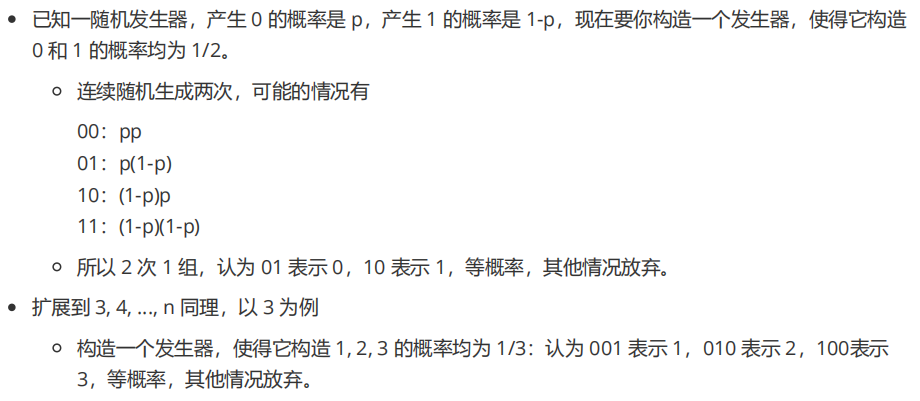 已知一随机发生器，产生 0 的概率是 p，产生 1 的概率是 1-p，现在要你构造一个发生器，使得它构造
0 和 1 的概率均为 1/2。
连续随机生成两次，可能的情况有
00：pp
01：p(1-p)
10：(1-p)p
11：(1-p)(1-p)
所以 2 次 1 组，认为 01 表示 0，10 表示 1，等概率，其他情况放弃。
扩展到 3, 4, ..., n 同理，以 3 为例
构造一个发生器，使得它构造 1, 2, 3 的概率均为 1/3：认为 001 表示 1，010 表示 2，100表示
3，等概率，其他情况放弃。